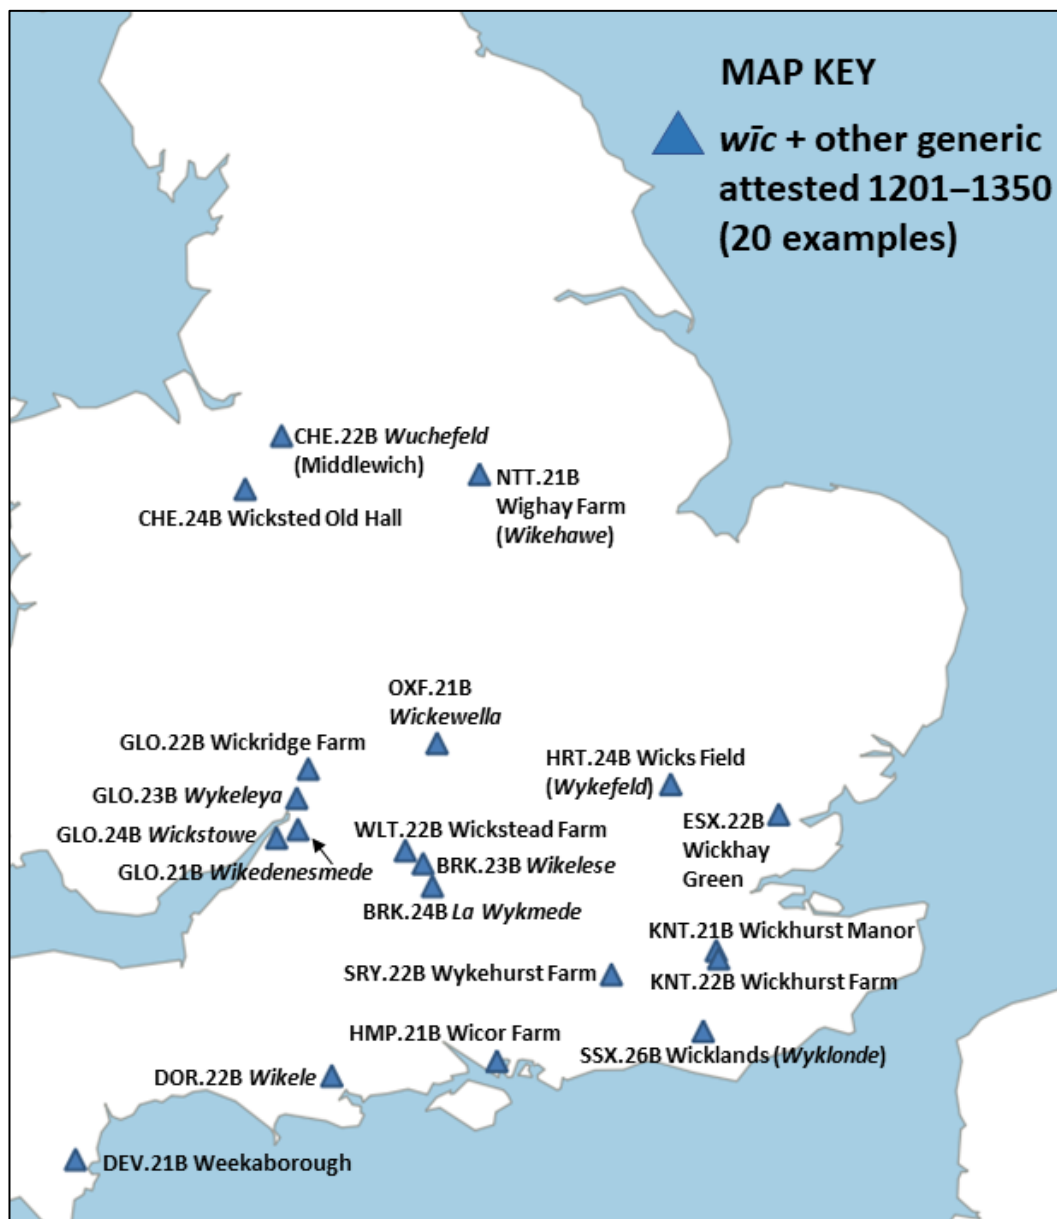 MAP KEY
wīc + other generic
attested 1201–1350
(20 examples)
CHE.22B Wuchefeld
(Middlewich)
NTT.21B
Wighay Farm
(Wikehawe)
CHE.24B Wicksted Old Hall
OXF.21B
Wickewella
GLO.22B Wickridge Farm
HRT.24B Wicks Field
(Wykefeld)
GLO.23B Wykeleya
ESX.22B
Wickhay
Green
GLO.24B Wickstowe
WLT.22B Wickstead Farm
GLO.21B Wikedenesmede
BRK.23B Wikelese
BRK.24B La Wykmede
KNT.21B Wickhurst Manor
SRY.22B Wykehurst Farm
KNT.22B Wickhurst Farm
HMP.21B Wicor Farm
SSX.26B Wicklands (Wyklonde)
DOR.22B Wikele
DEV.21B Weekaborough